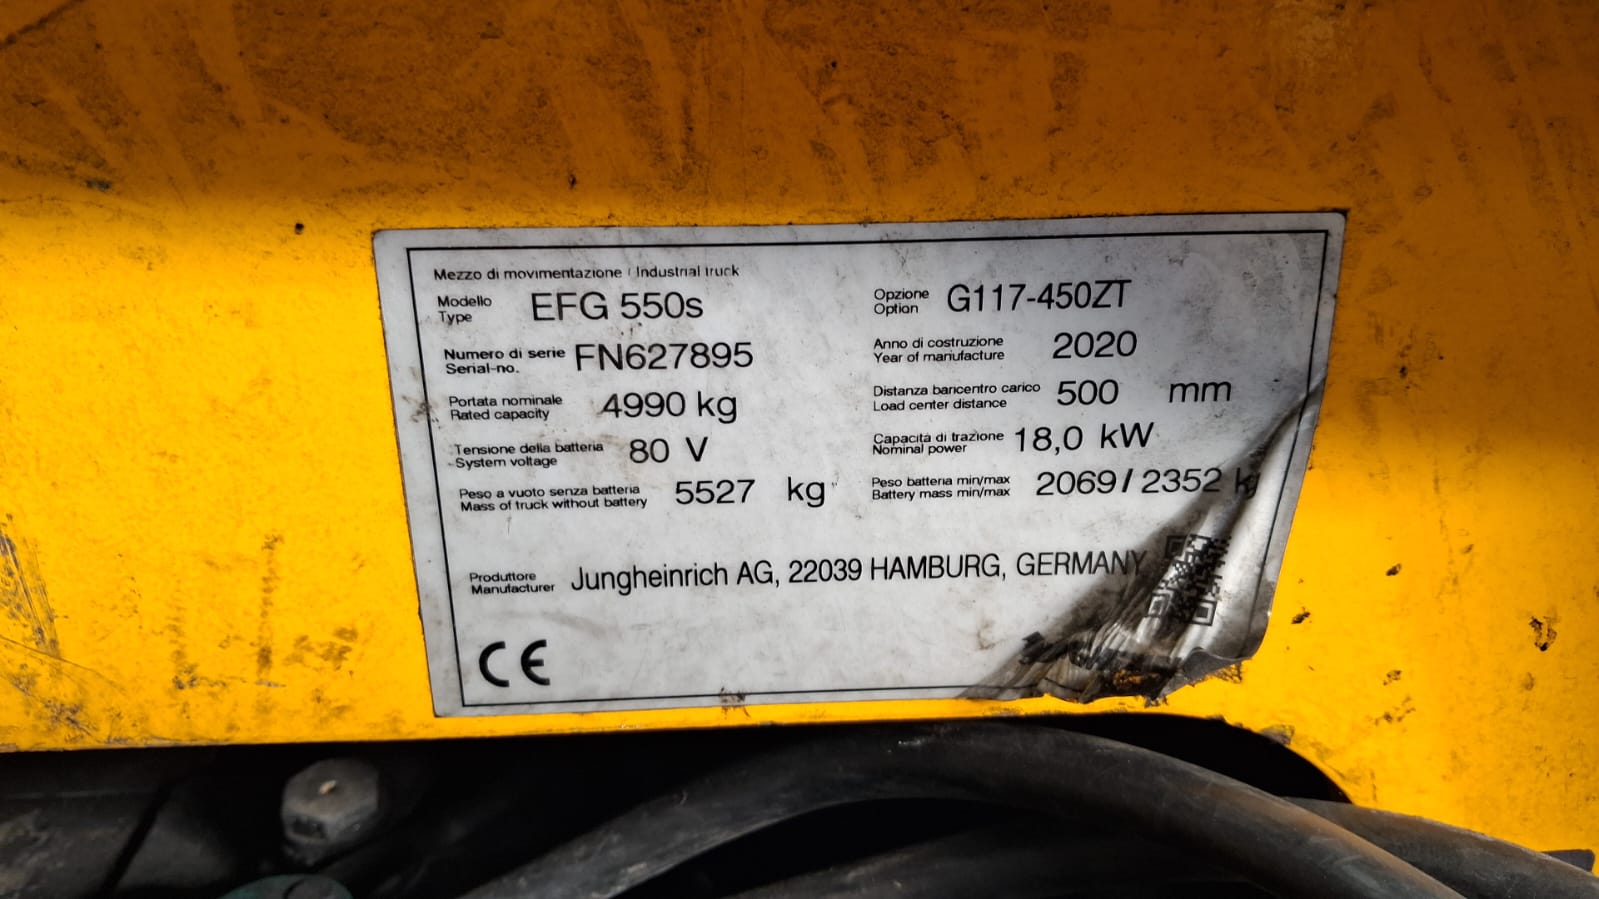 Mezzo di movimentazione / Industrial truck
Modello
Type
EFG 550s
Opzione
Option
G117-450ZT
Numero di serie
Serial-no.
FN627895
Anno di costruzione
Year of manufacture
2020
Portata nominale
Rated capacity
4990 kg
Distanza baricentro carico
Load center distance
500 mm
Tensione della batteria
System voltage
80 V
Capacità di trazione
Nominal power
18,0 kW
Peso a vuoto senza batteria
Mass of truck without battery
5527 kg
Peso batteria min/max
Battery mass min/max
2069/2352 kg
Produttore
Manufacturer
Jungheinrich AG, 22039 HAMBURG, GERMANY
CE